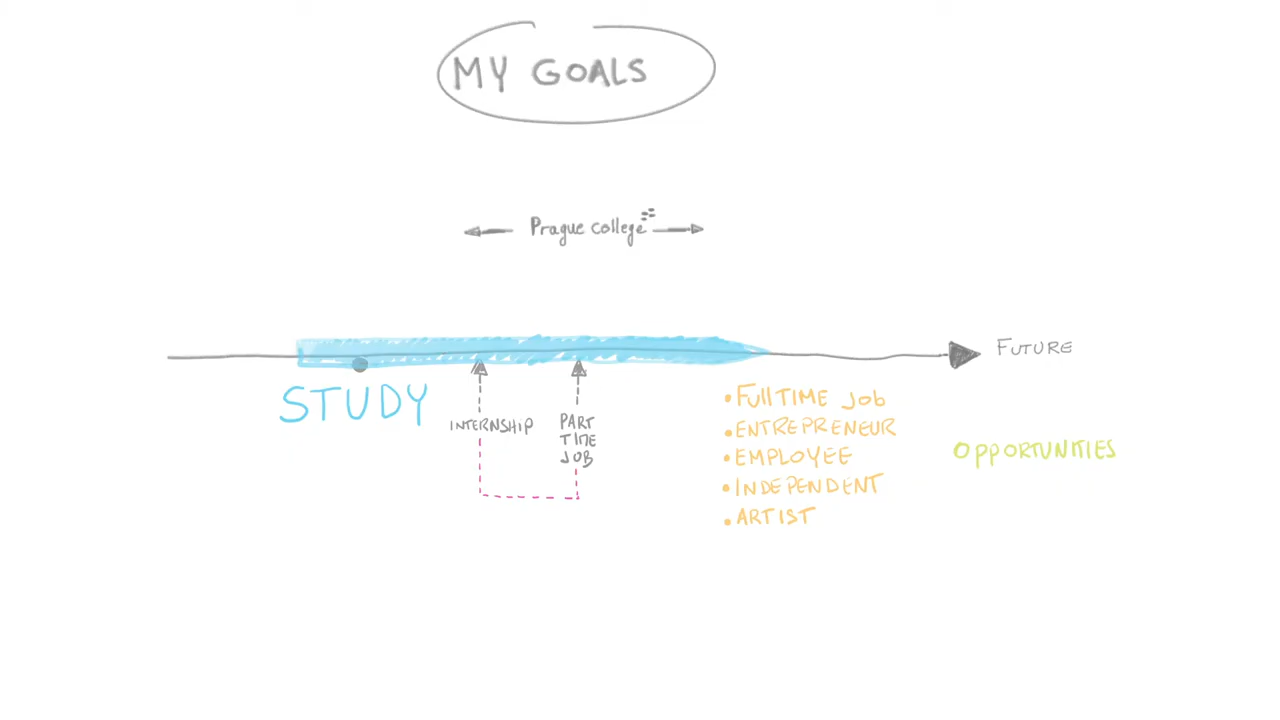 MY GOALS
Prague college
FUTURE
STUDY
INTERNSHIP
PART
TIME
JOB
• FullTIME Job
• ENTREPRENEUR
• EMPLOYEE
• INDEPENDENT
• ARTIST
OPPORTUNITIES